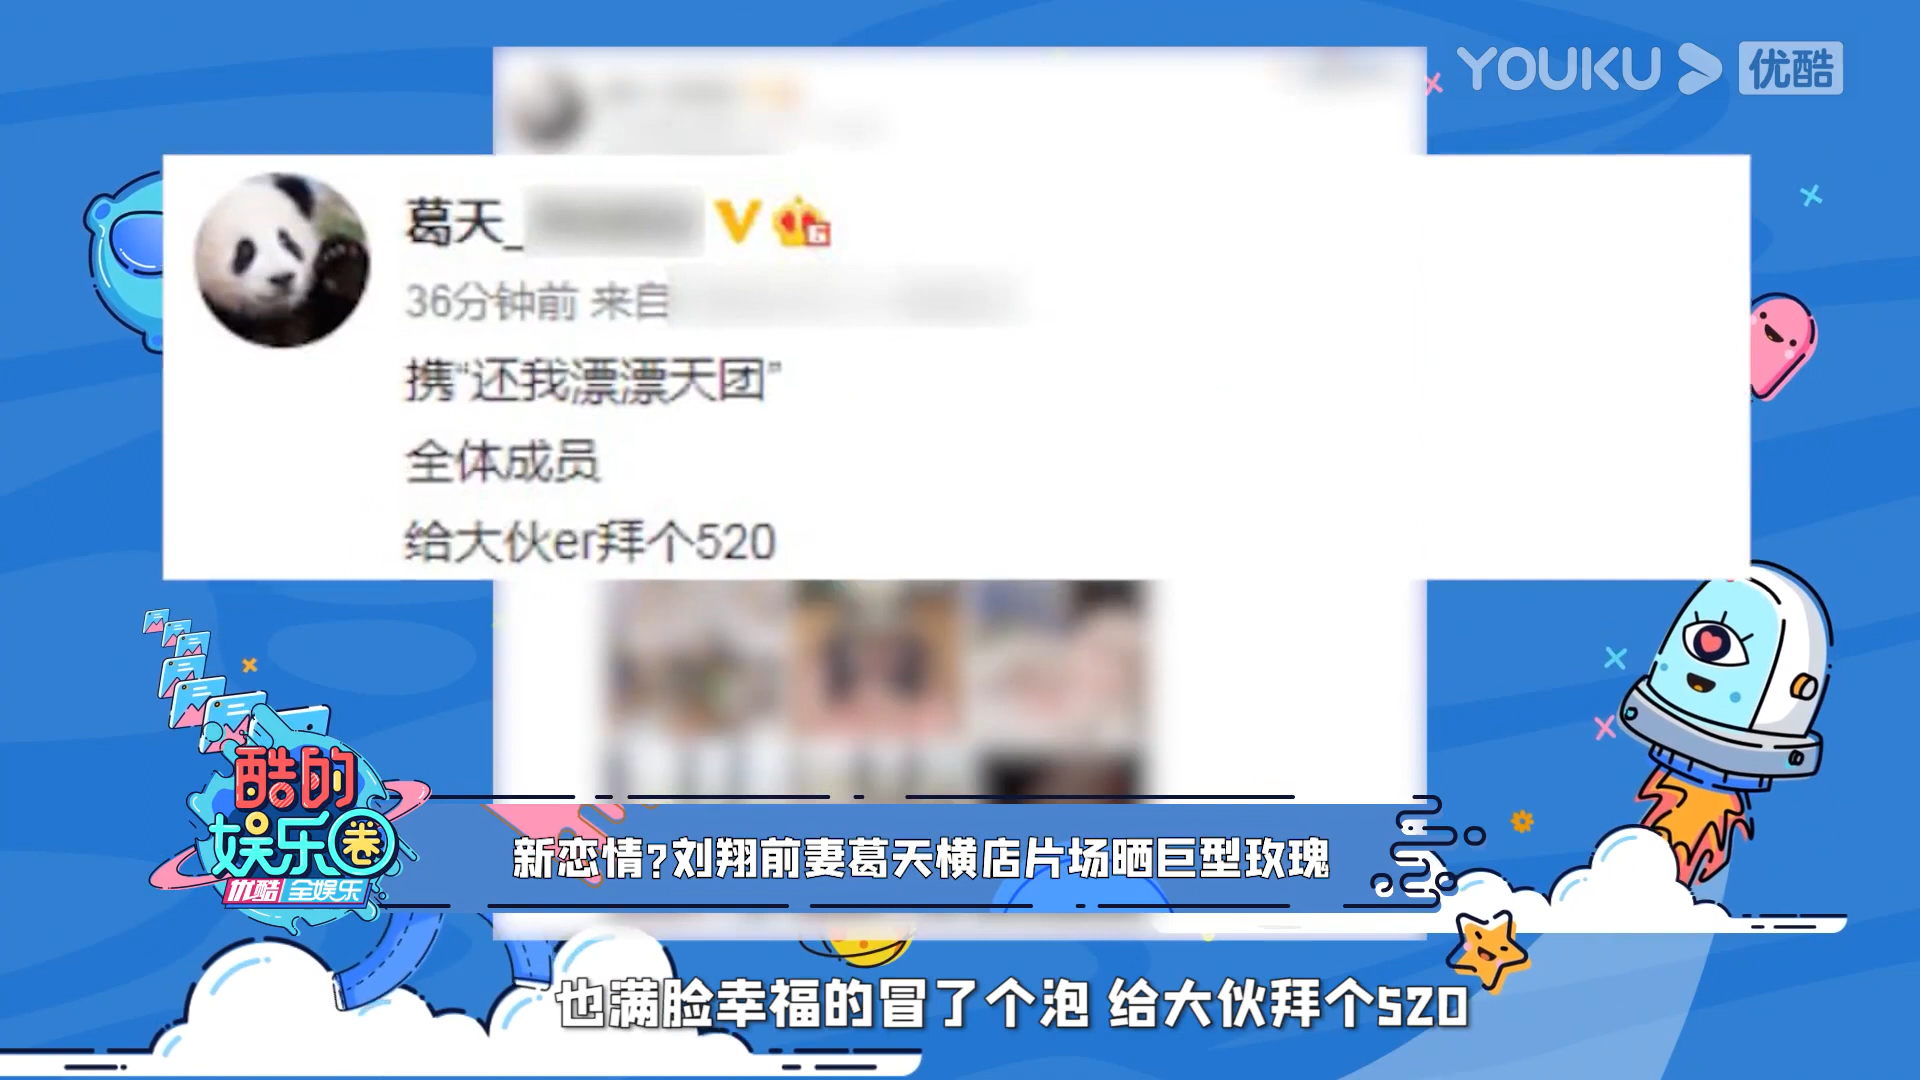 YOUKU 优酷
葛天_
36分钟前 来自
携“还我漂漂天团”
全体成员
给大伙er拜个520
酷的
娱乐圈
优酷 全娱乐
新恋情?刘翔前妻葛天横店片场晒巨型玫瑰
也满脸幸福的冒了个泡 给大伙拜个520